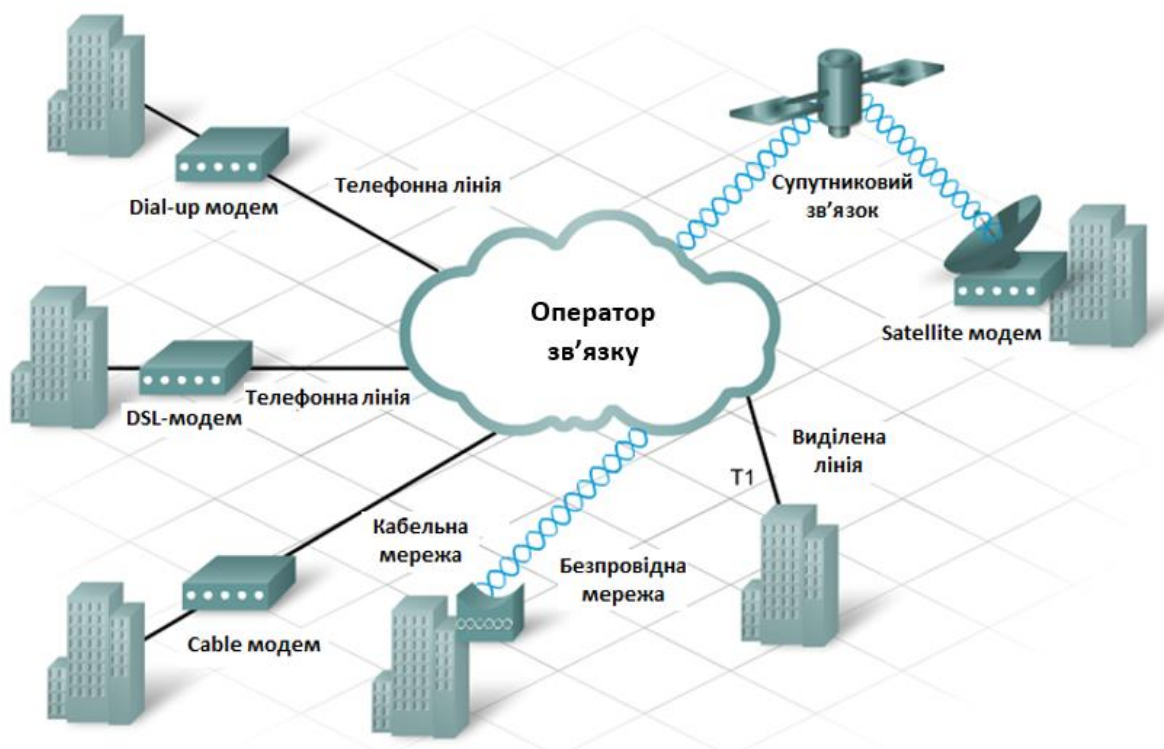 Телефонна лінія
Dial-up модем
Супутниковий
зв’язок
Оператор
зв’язку
Satellite модем
Телефонна лінія
DSL-модем
Виділена
лінія
T1
Кабельна
мережа
Безпровідна
мережа
Cable модем